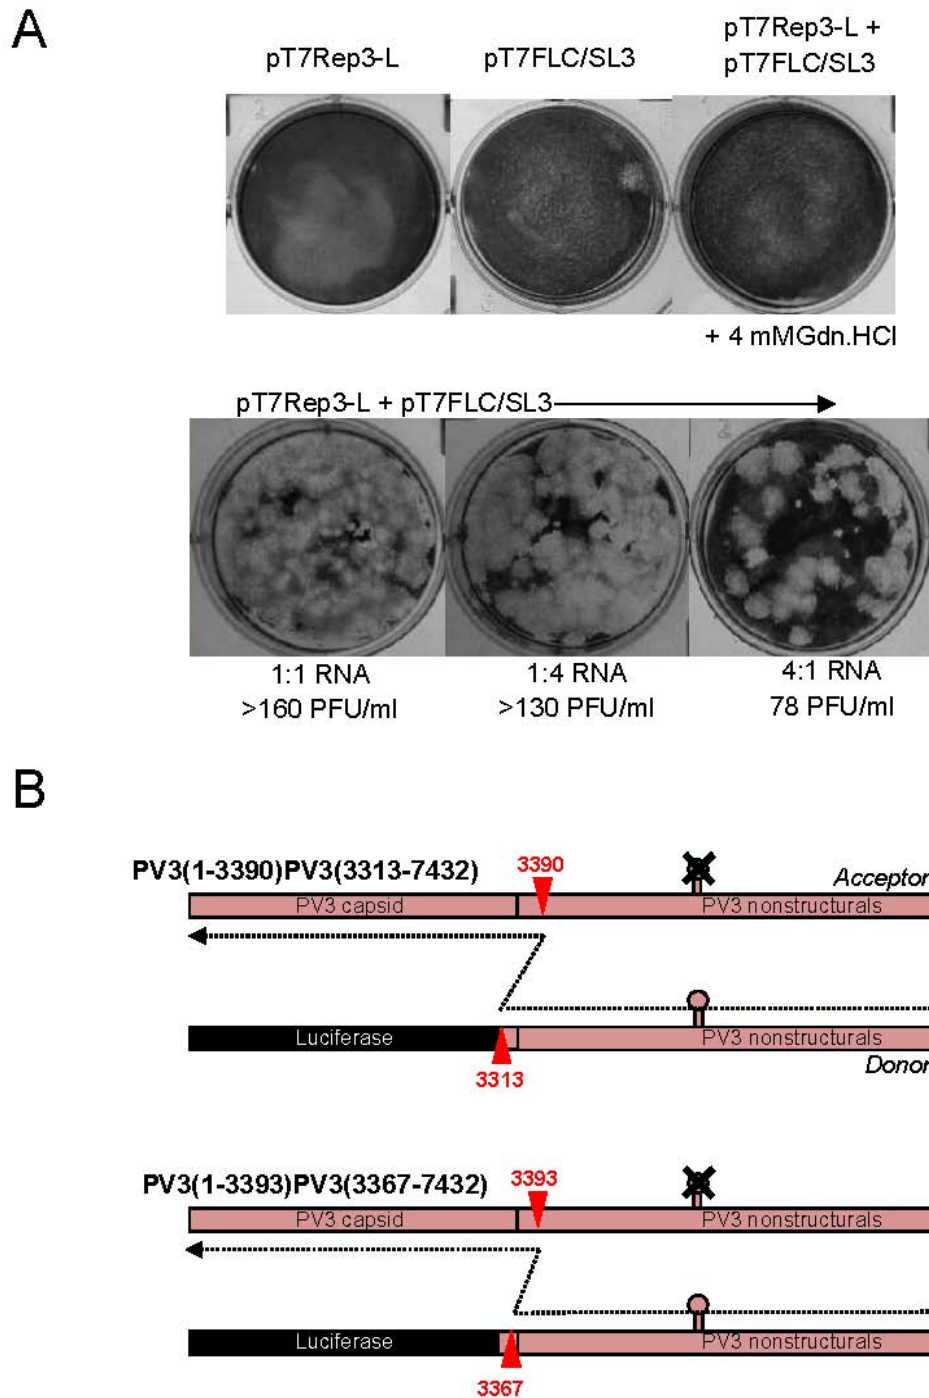 A
pT7Rep3-L
pT7FLC/SL3
pT7Rep3-L +
pT7FLC/SL3
+ 4 mMGdn.HCl
pT7Rep3-L + pT7FLC/SL3
1:1 RNA
>160 PFU/ml
1:4 RNA
>130 PFU/ml
4:1 RNA
78 PFU/ml
B
PV3(1-3390)PV3(3313-7432)
3390
Acceptor
PV3 capsid
PV3 nonstructurals
Luciferase
PV3 nonstructurals
3313
Donor
PV3(1-3393)PV3(3367-7432)
3393
PV3 capsid
PV3 nonstructurals
Luciferase
PV3 nonstructurals
3367